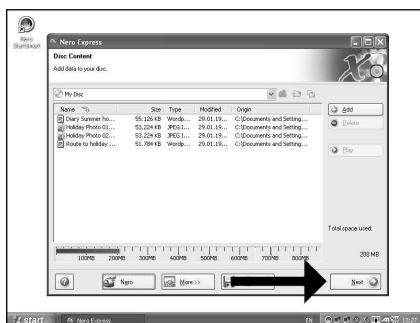 Nero
StartSmart
Nero Express
Disc Content
Add data to your disc.
My Disc
Name Size Type Modified Origin
Diary Summer ho... 55.126 KB Wordp... 29.01.19... C:\Documents and Setting...
Holiday Photo 01... 53.224 KB JPEG I... 29.01.19... C:\Documents and Setting...
Holiday Photo 02... 53.224 KB JPEG I... 29.01.19... C:\Documents and Setting...
Route to holiday ... 51.784 KB Wordp... 29.01.19... C:\Documents and Setting...
Add
Delete
Play
Total space used:
208 MB
100MB 200MB 300MB 400MB 500MB 600MB 700MB 800MB
Nero
More >>
Next
start
Nero Express
EN
13:27